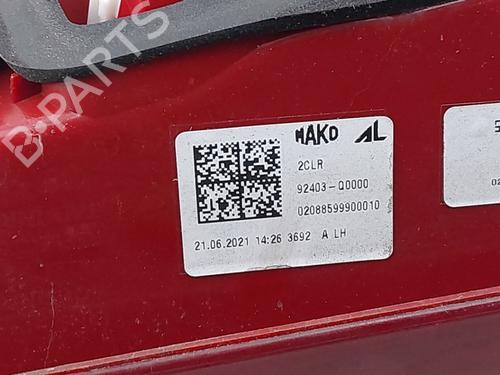 B-PARTS
MAKO AL
2CLR
92403-Q0000
02088599900010
21.06.2021 14:26 3692 A LH